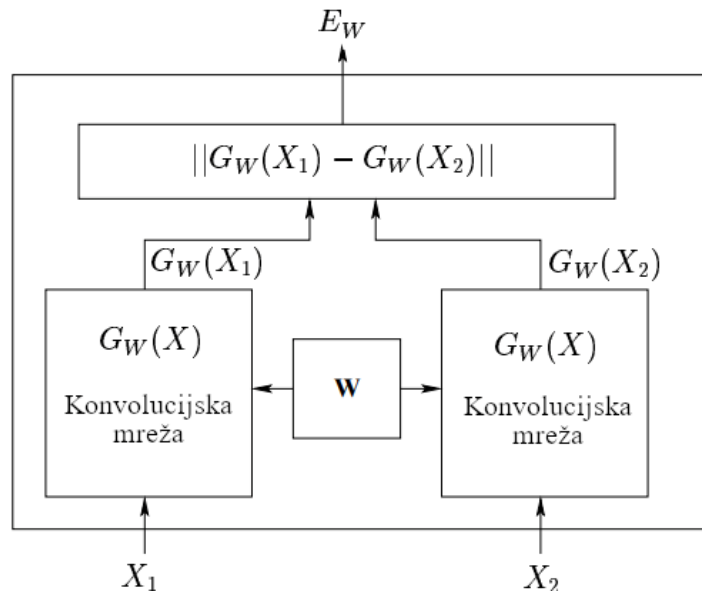 E_W
||G_W(X_1) − G_W(X_2)||
G_W(X_1)
G_W(X_2)
G_W(X)
Konvolucijska
mreža
W
G_W(X)
Konvolucijska
mreža
X_1
X_2